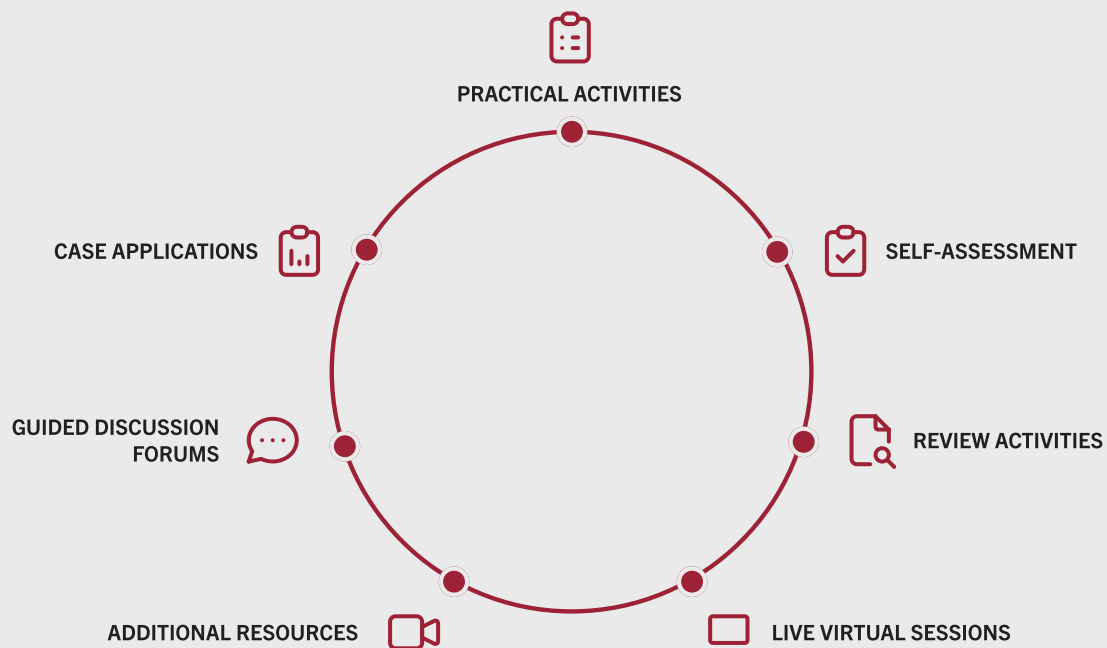 PRACTICAL ACTIVITIES
CASE APPLICATIONS
SELF-ASSESSMENT
GUIDED DISCUSSION
FORUMS
REVIEW ACTIVITIES
ADDITIONAL RESOURCES
LIVE VIRTUAL SESSIONS